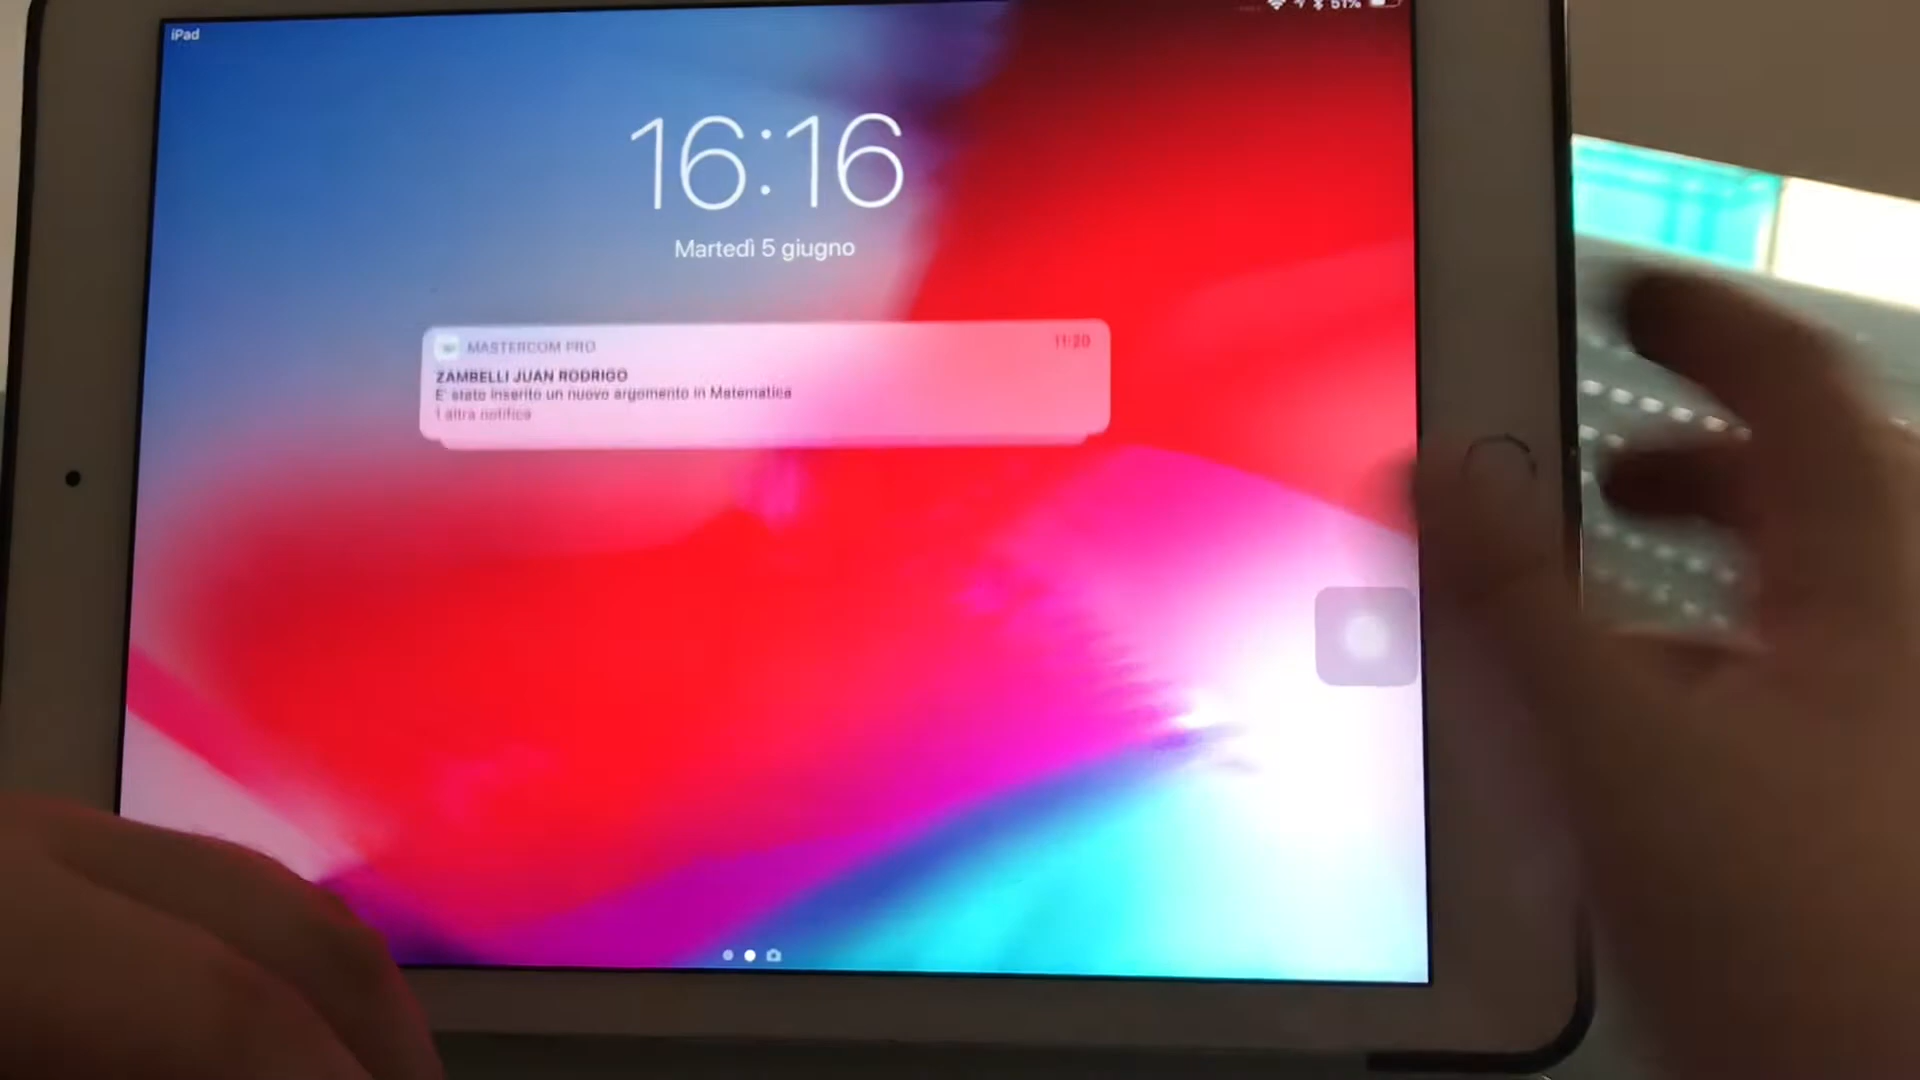 iPad
51%
16:16
Martedì 5 giugno
MASTERCOM PRO 11:20
ZAMBELLI JUAN RODRIGO
E' stato inserito un nuovo argomento in Matematica
1 altra notifica